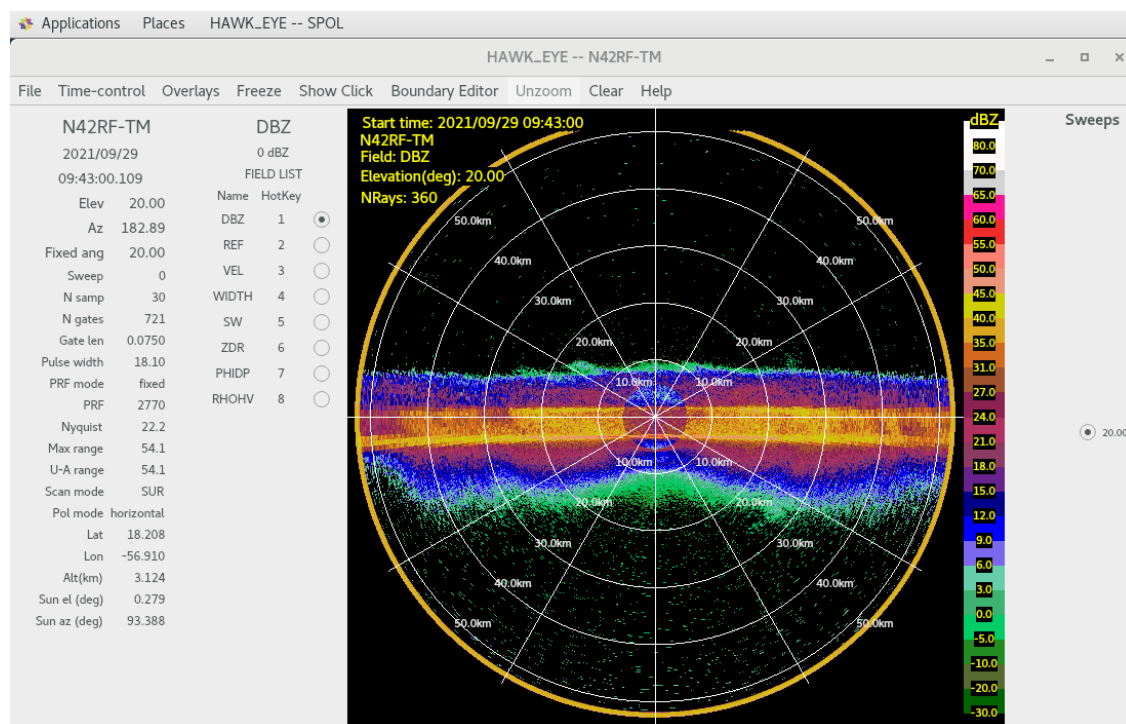 Applications Places HAWK_EYE -- SPOL
HAWK_EYE -- N42RF-TM
File Time-control Overlays Freeze Show Click Boundary Editor Unzoom Clear Help
N42RF-TM
2021/09/29
09:43:00.109
Elev 20.00
Az 182.89
Fixed ang 20.00
Sweep 0
N samp 30
N gates 721
Gate len 0.0750
Pulse width 18.10
PRF mode fixed
PRF 2770
Nyquist 22.2
Max range 54.1
U-A range 54.1
Scan mode SUR
Pol mode horizontal
Lat 18.208
Lon -56.910
Alt(km) 3.124
Sun el (deg) 0.279
Sun az (deg) 93.388
DBZ
0 dBZ
FIELD LIST
Name HotKey
DBZ 1
REF 2
VEL 3
WIDTH 4
SW 5
ZDR 6
PHIDP 7
RHOHV 8
Start time: 2021/09/29 09:43:00
N42RF-TM
Field: DBZ
Elevation(deg): 20.00
NRays: 360
50.0km 50.0km
40.0km 40.0km
30.0km 30.0km
20.0km 20.0km
10.0km 10.0km
10.0km 10.0km
20.0km 20.0km
30.0km 30.0km
40.0km 40.0km
50.0km 50.0km
dBZ
80.0
70.0
65.0
60.0
55.0
50.0
45.0
40.0
35.0
31.0
27.0
24.0
21.0
18.0
15.0
12.0
9.0
6.0
3.0
0.0
-5.0
-10.0
-20.0
-30.0
Sweeps
20.00